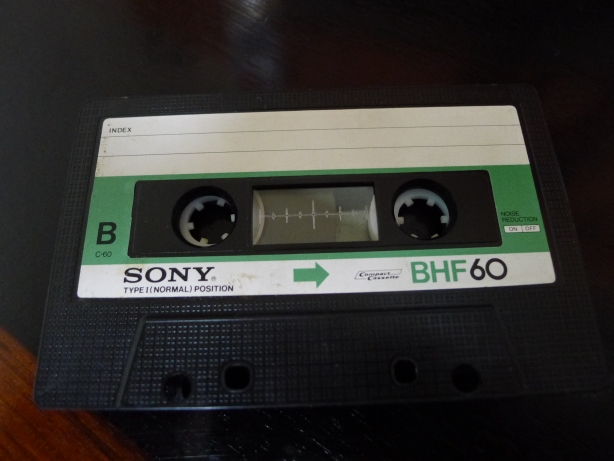 INDEX
B
C-60
NOISE
REDUCTION
ON OFF
SONY®
TYPE I (NORMAL) POSITION
Compact
Cassette
BHF60